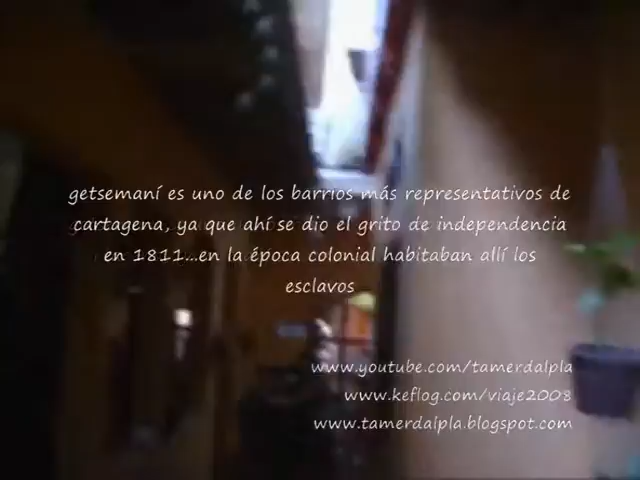 getsemaní es uno de los barrios más representativos de
cartagena, ya que ahí se dio el grito de independencia
en 1811...en la época colonial habitaban allí los
esclavos
www.youtube.com/tamerdalpla
www.keflog.com/viaje2008
www.tamerdalpla.blogspot.com